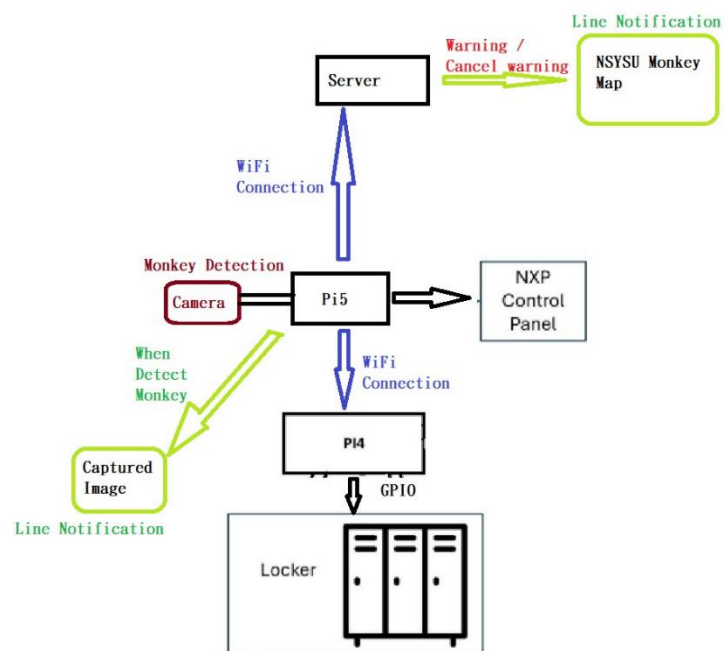 Line Notification
Warning /
Cancel warning
NSYSU Monkey
Map
Server
WiFi
Connection
Monkey Detection
Camera
Pi5
NXP
Control
Panel
When
Detect
Monkey
WiFi
Connection
PI4
Captured
Image
GPIO
Line Notification
Locker